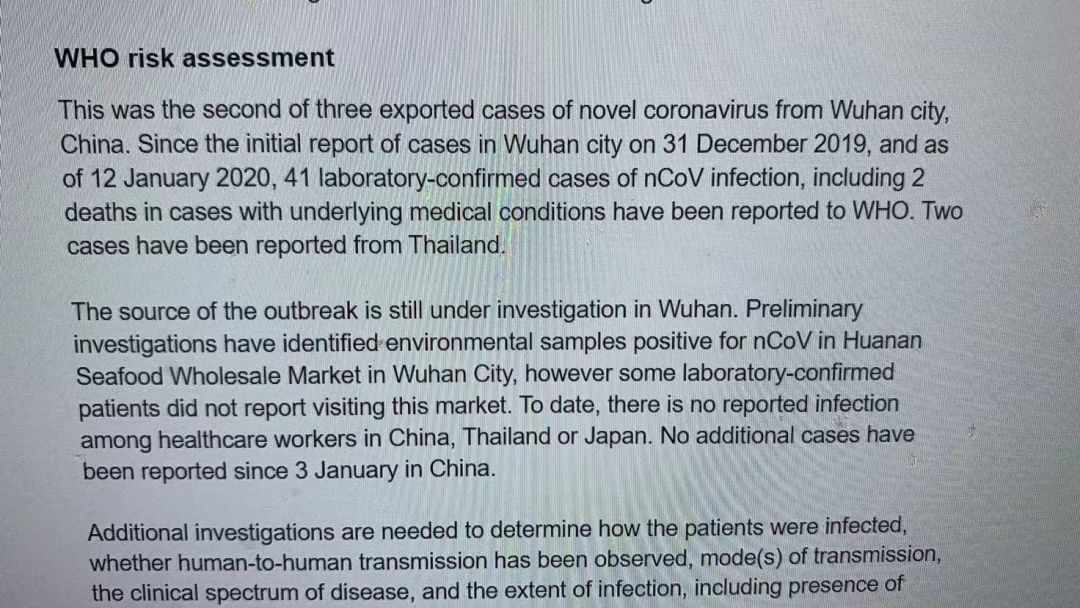 WHO risk assessment
This was the second of three exported cases of novel coronavirus from Wuhan city,
China. Since the initial report of cases in Wuhan city on 31 December 2019, and as
of 12 January 2020, 41 laboratory-confirmed cases of nCoV infection, including 2
deaths in cases with underlying medical conditions have been reported to WHO. Two
cases have been reported from Thailand.
The source of the outbreak is still under investigation in Wuhan. Preliminary
investigations have identified environmental samples positive for nCoV in Huanan
Seafood Wholesale Market in Wuhan City, however some laboratory-confirmed
patients did not report visiting this market. To date, there is no reported infection
among healthcare workers in China, Thailand or Japan. No additional cases have
been reported since 3 January in China.
Additional investigations are needed to determine how the patients were infected,
whether human-to-human transmission has been observed, mode(s) of transmission,
the clinical spectrum of disease, and the extent of infection, including presence of